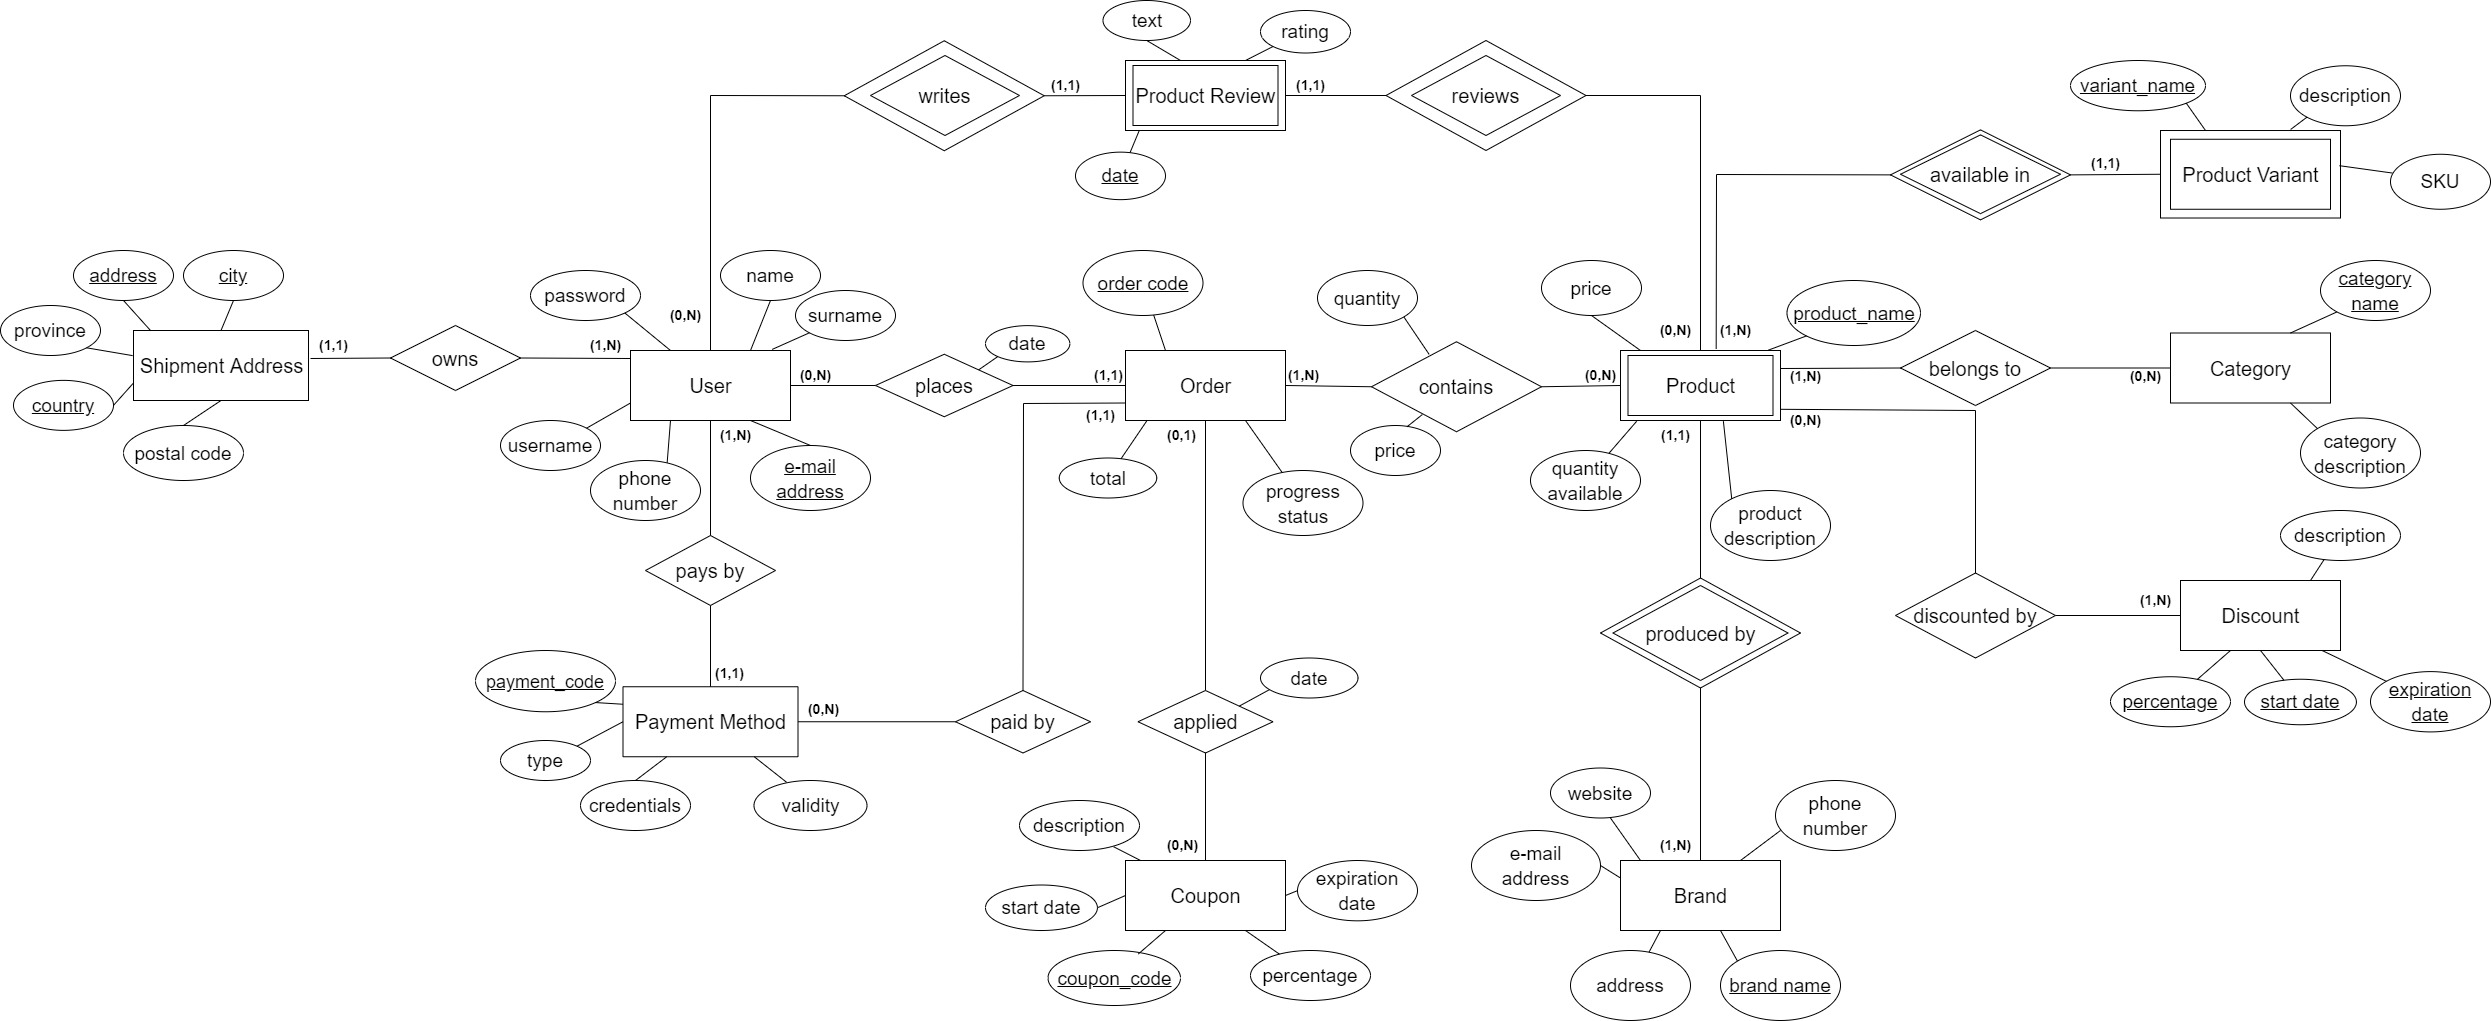 text
rating
writes
(1,1)
Product Review
(1,1)
reviews
date
variant_name
description
available in
(1,1)
Product Variant
SKU
address
city
province
Shipment Address
country
postal code
(1,1)
owns
(1,N)
(0,N)
password
name
surname
User
username
phone
number
(1,N)
e-mail
address
(0,N)
places
date
(1,1)
order code
Order
(1,1)
total
(0,1)
progress
status
(1,N)
quantity
contains
price
(0,N)
price
(0,N)
(1,N)
product_name
Product
quantity
available
(1,1)
product
description
(1,N)
belongs to
(0,N)
category
name
Category
category
description
(0,N)
discounted by
(1,N)
description
Discount
percentage
start date
expiration
date
pays by
(1,1)
payment_code
Payment Method
type
credentials
validity
(0,N)
paid by
applied
date
(0,N)
description
start date
Coupon
expiration
date
coupon_code
percentage
produced by
(1,N)
website
phone
number
e-mail
address
Brand
address
brand name